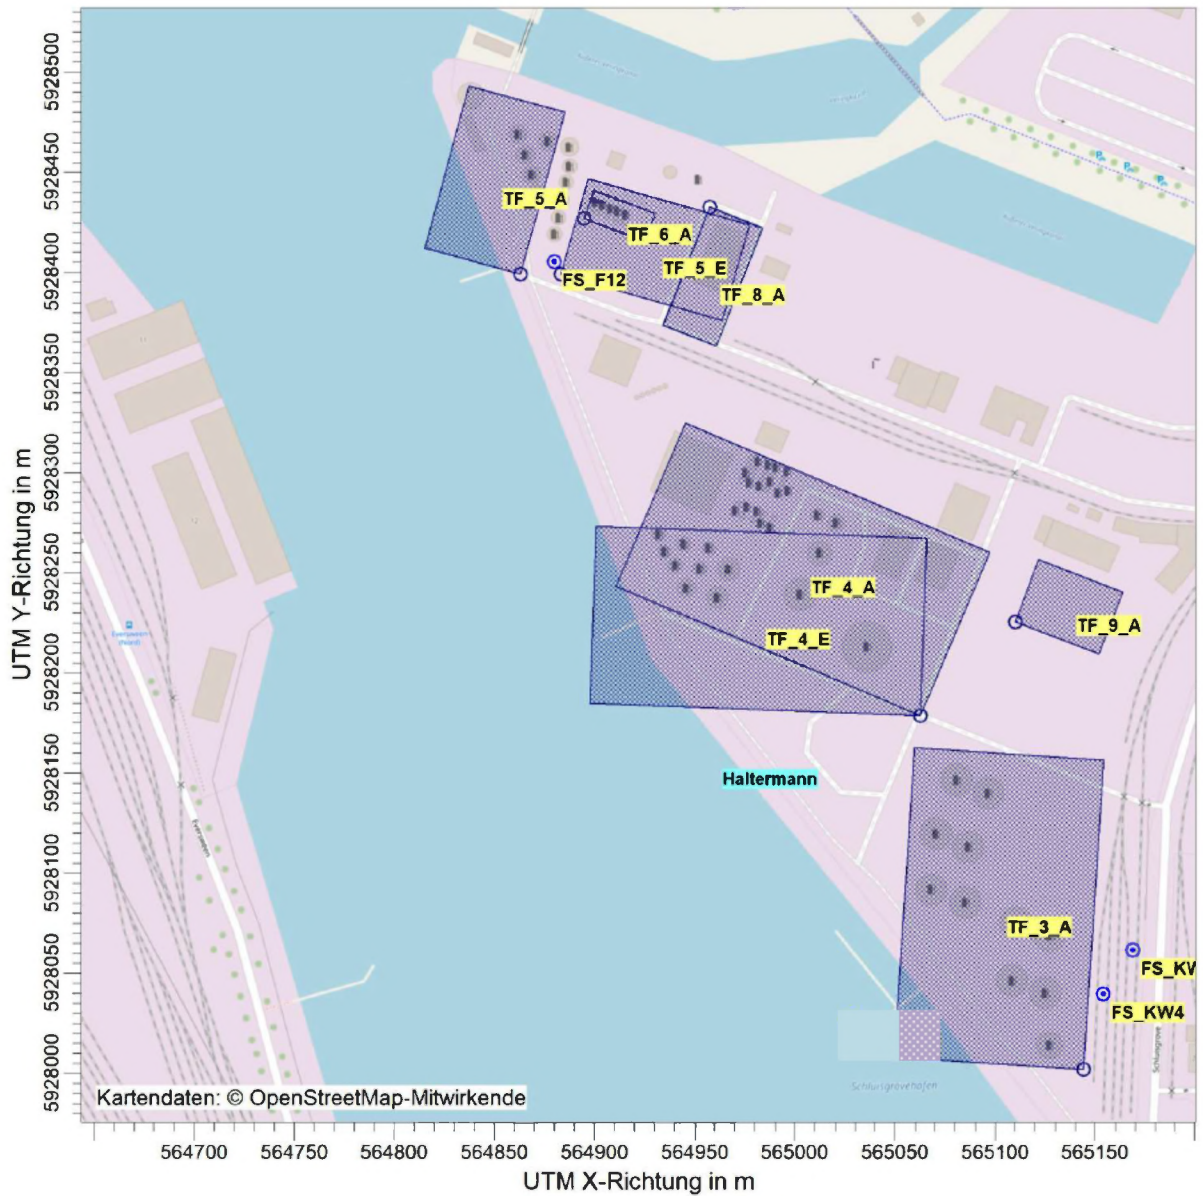 UTM Y-Richtung in m
5928500
5928450
5928400
5928350
5928300
5928250
5928200
5928150
5928100
5928050
5928000
TF_5_A
TF_6_A
TF_5_E
FS_F12
TF_8_A
TF_4_A
TF_9_A
TF_4_E
Haltermann
TF_3_A
FS_KW
FS_KW4
Schluisgrovehafen
Kartendaten: © OpenStreetMap-Mitwirkende
564700
564750
564800
564850
564900
564950
565000
565050
565100
565150
UTM X-Richtung in m